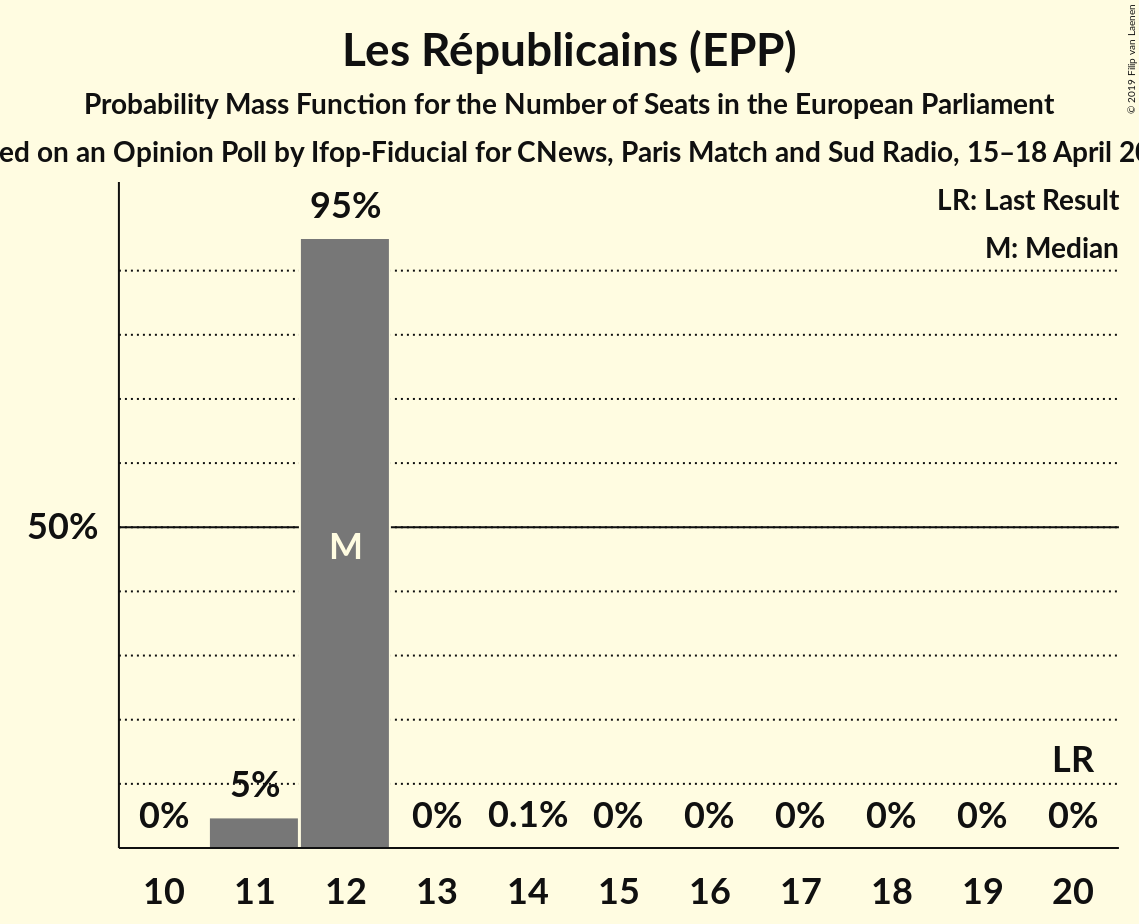 Les Républicains (EPP)
Probability Mass Function for the Number of Seats in the European Parliament
ed on an Opinion Poll by Ifop-Fiducial for CNews, Paris Match and Sud Radio, 15–18 April 20
© 2019 Filip van Laenen
LR: Last Result
M: Median
95%
50%
M
LR
5%
0% 0% 0.1% 0% 0% 0% 0% 0% 0%
10 11 12 13 14 15 16 17 18 19 20